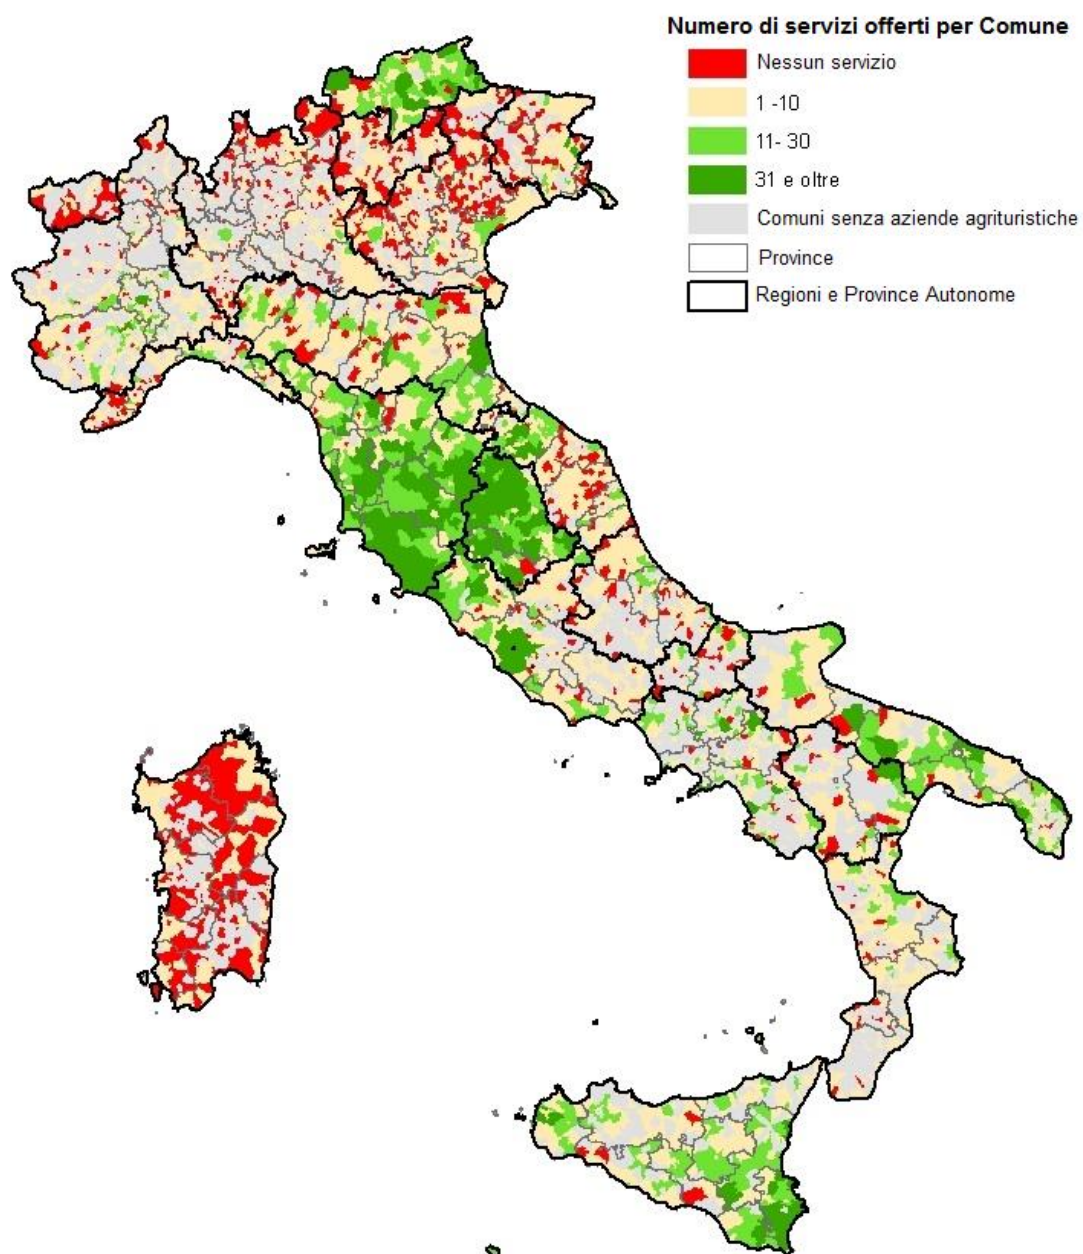 Numero di servizi offerti per Comune
Nessun servizio
1 -10
11- 30
31 e oltre
Comuni senza aziende agrituristiche
Province
Regioni e Province Autonome